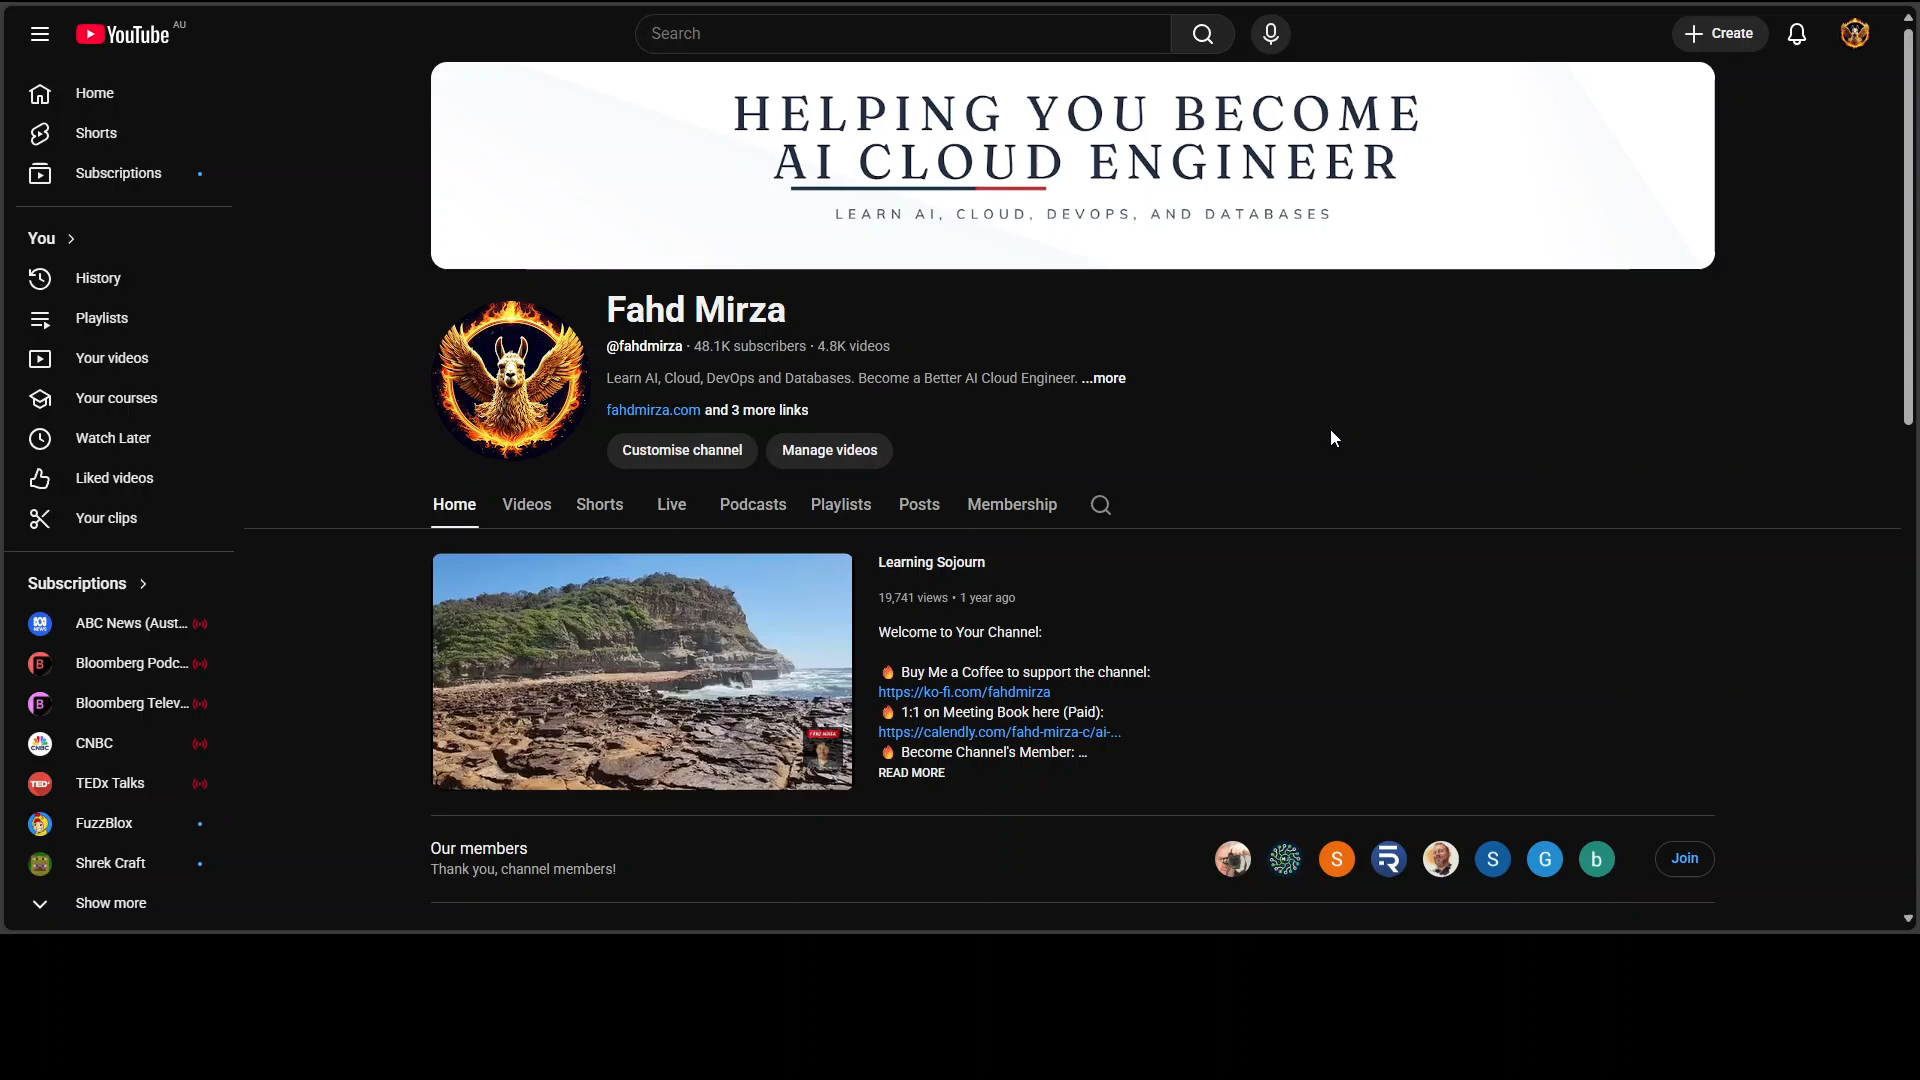 YouTube AU
Search
Create
Home
Shorts
Subscriptions
You
History
Playlists
Your videos
Your courses
Watch Later
Liked videos
Your clips
Subscriptions
ABC News (Aust...
Bloomberg Podc...
Bloomberg Telev...
CNBC
TEDx Talks
FuzzBlox
Shrek Craft
Show more
HELPING YOU BECOME
AI CLOUD ENGINEER
LEARN AI, CLOUD, DEVOPS, AND DATABASES
Fahd Mirza
@fahdmirza · 48.1K subscribers · 4.8K videos
Learn AI, Cloud, DevOps and Databases. Become a Better AI Cloud Engineer. ...more
fahdmirza.com and 3 more links
Customise channel Manage videos
Home Videos Shorts Live Podcasts Playlists Posts Membership
FAHD MIRZA
Learning Sojourn
19,741 views • 1 year ago
Welcome to Your Channel:
🔥 Buy Me a Coffee to support the channel:
https://ko-fi.com/fahdmirza
🔥 1:1 on Meeting Book here (Paid):
https://calendly.com/fahd-mirza-c/ai-...
🔥 Become Channel's Member: ...
READ MORE
Our members
Thank you, channel members!
S R S G b
Join